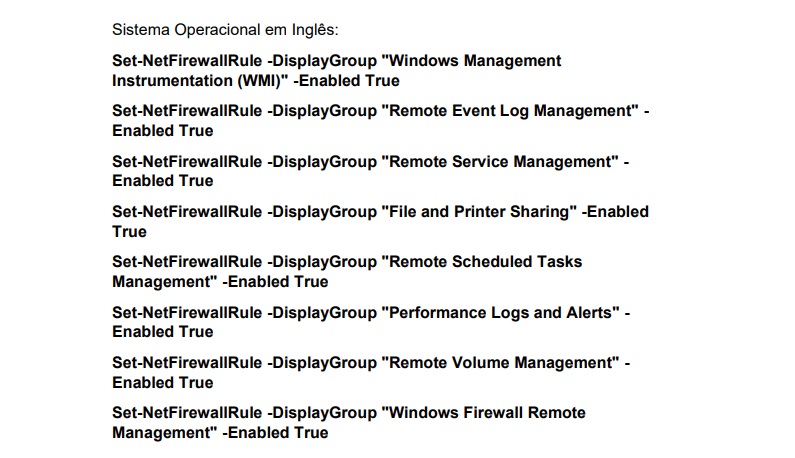 Sistema Operacional em Inglês:
Set-NetFirewallRule -DisplayGroup "Windows Management
Instrumentation (WMI)" -Enabled True
Set-NetFirewallRule -DisplayGroup "Remote Event Log Management" -
Enabled True
Set-NetFirewallRule -DisplayGroup "Remote Service Management" -
Enabled True
Set-NetFirewallRule -DisplayGroup "File and Printer Sharing" -Enabled
True
Set-NetFirewallRule -DisplayGroup "Remote Scheduled Tasks
Management" -Enabled True
Set-NetFirewallRule -DisplayGroup "Performance Logs and Alerts" -
Enabled True
Set-NetFirewallRule -DisplayGroup "Remote Volume Management" -
Enabled True
Set-NetFirewallRule -DisplayGroup "Windows Firewall Remote
Management" -Enabled True